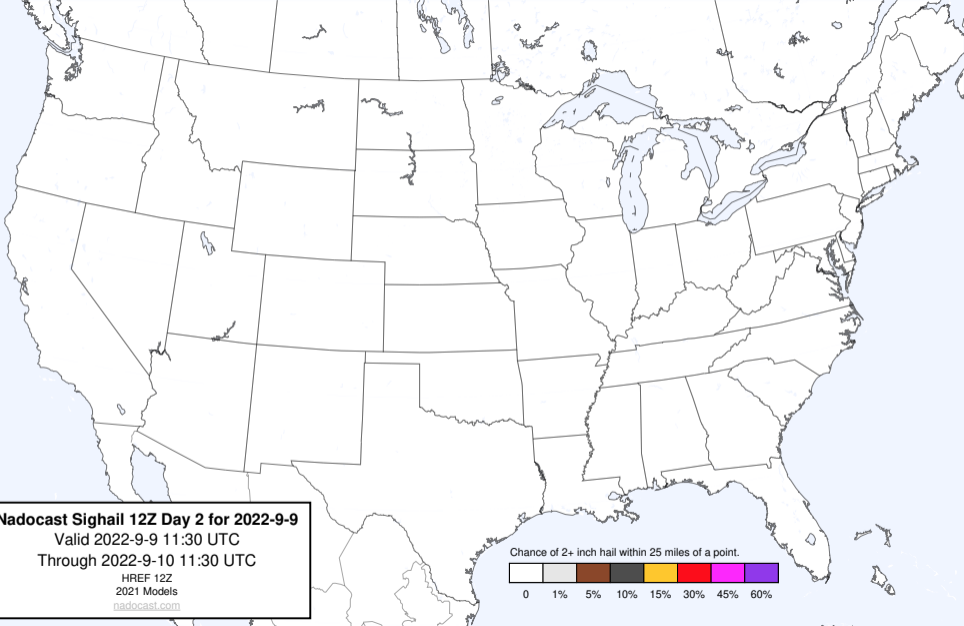 Nadocast Sighail 12Z Day 2 for 2022-9-9
Valid 2022-9-9 11:30 UTC
Through 2022-9-10 11:30 UTC
HREF 12Z
2021 Models
nadocast.com
Chance of 2+ inch hail within 25 miles of a point.
0 1% 5% 10% 15% 30% 45% 60%